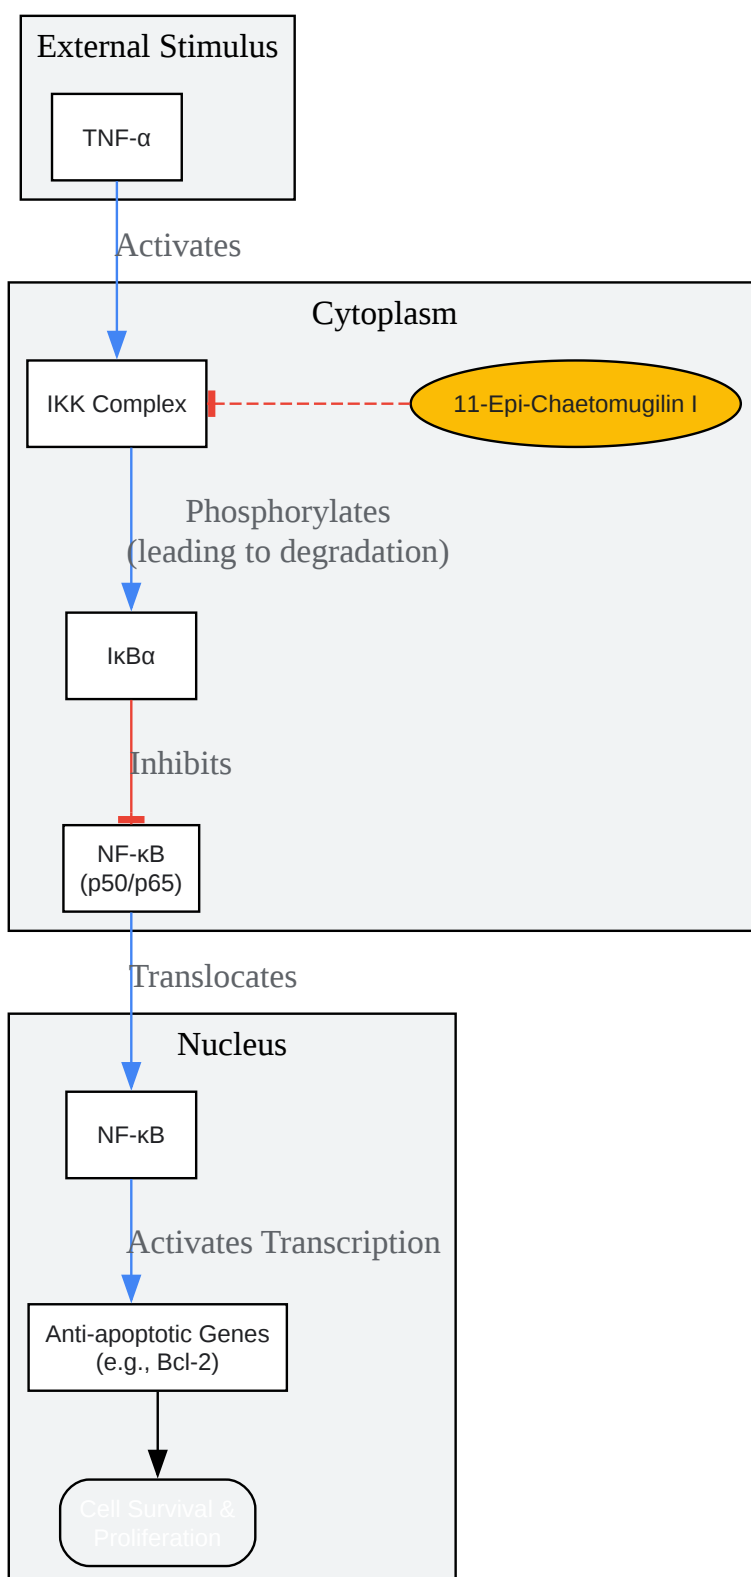 External Stimulus
TNF-α
Activates
Cytoplasm
IKK Complex
11-Epi-Chaetomugilin I
Phosphorylates
(leading to degradation)
IκBα
Inhibits
NF-κB
(p50/p65)
Translocates
Nucleus
NF-κB
Activates Transcription
Anti-apoptotic Genes
(e.g., Bcl-2)
Cell Survival &
Proliferation